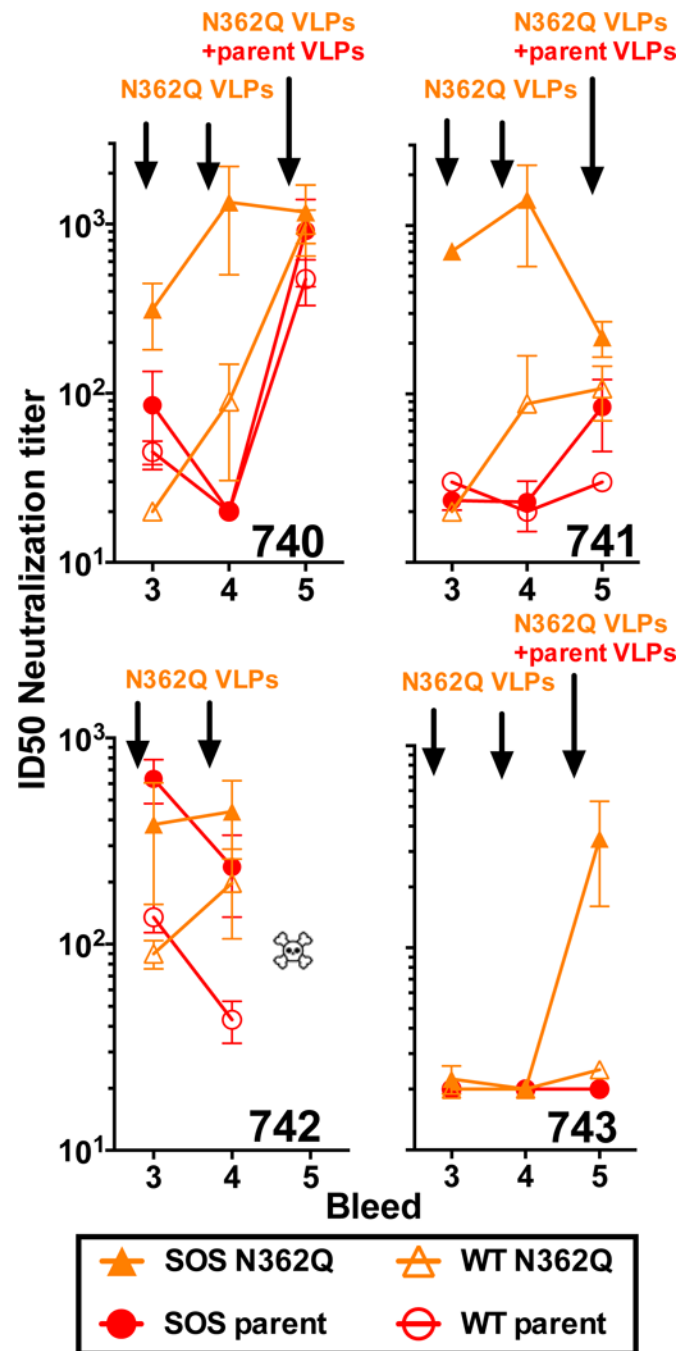 N362Q VLPs
+parent VLPs
N362Q VLPs
N362Q VLPs
+parent VLPs
N362Q VLPs
ID50 Neutralization titer
10³
10²
10¹
740
3 4 5
741
3 4 5
N362Q VLPs
N362Q VLPs
+parent VLPs
N362Q VLPs
10³
10²
10¹
742
3 4 5
743
3 4 5
Bleed
SOS N362Q
WT N362Q
SOS parent
WT parent